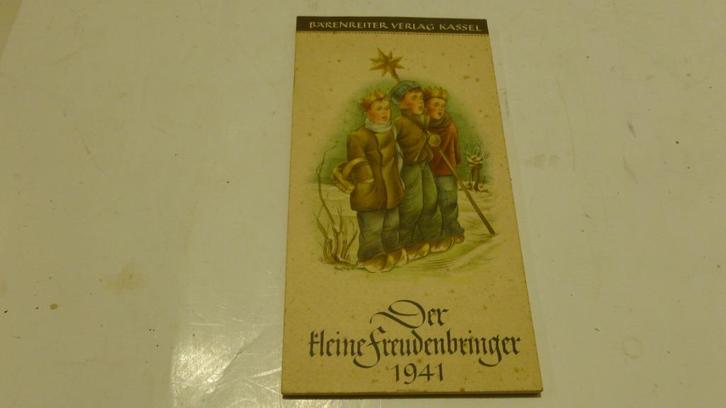 BÄRENREITER VERLAG KASSEL
Der
kleine Freudenbringer
1941